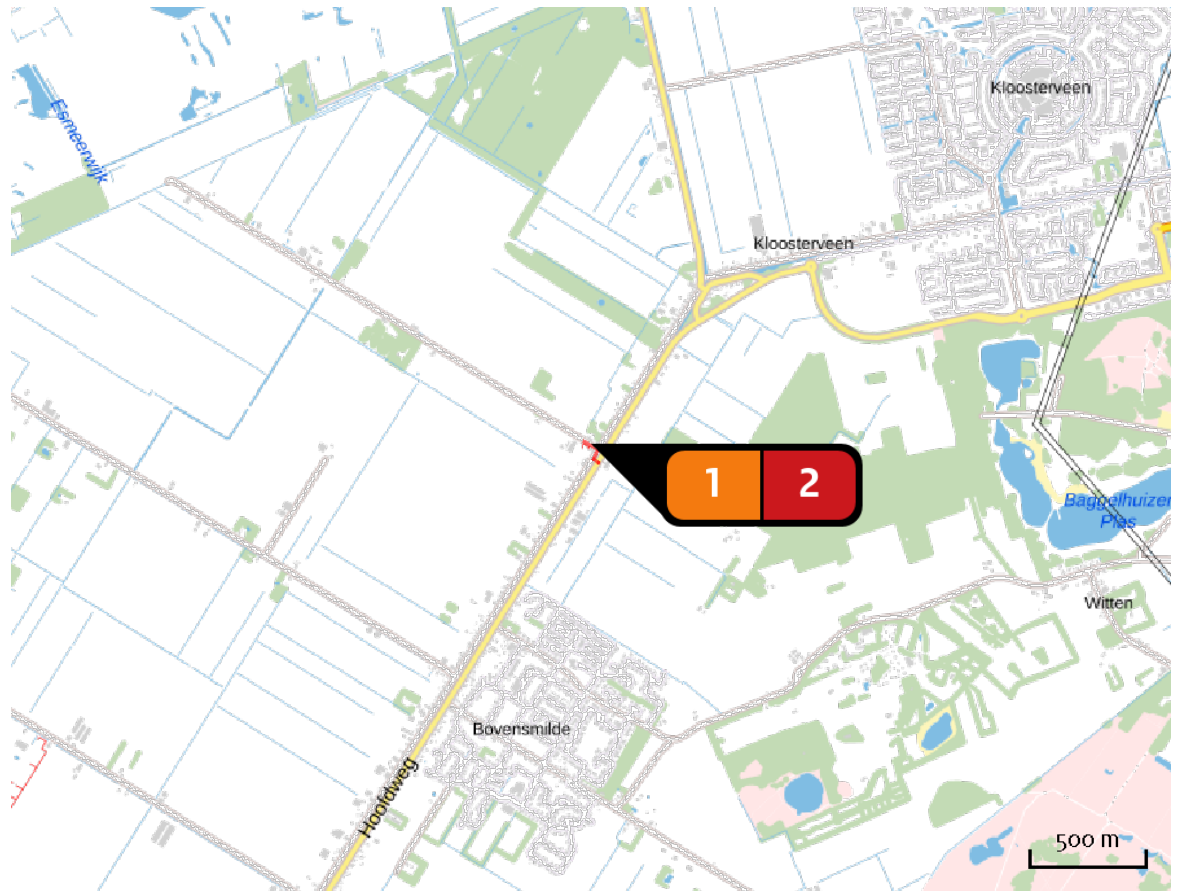 Kloosterveen
Esmeerwijk
Kloosterveen
1 2
Baggelhuizer
Plas
Witten
Bovensmilde
Hoofdweg
500 m